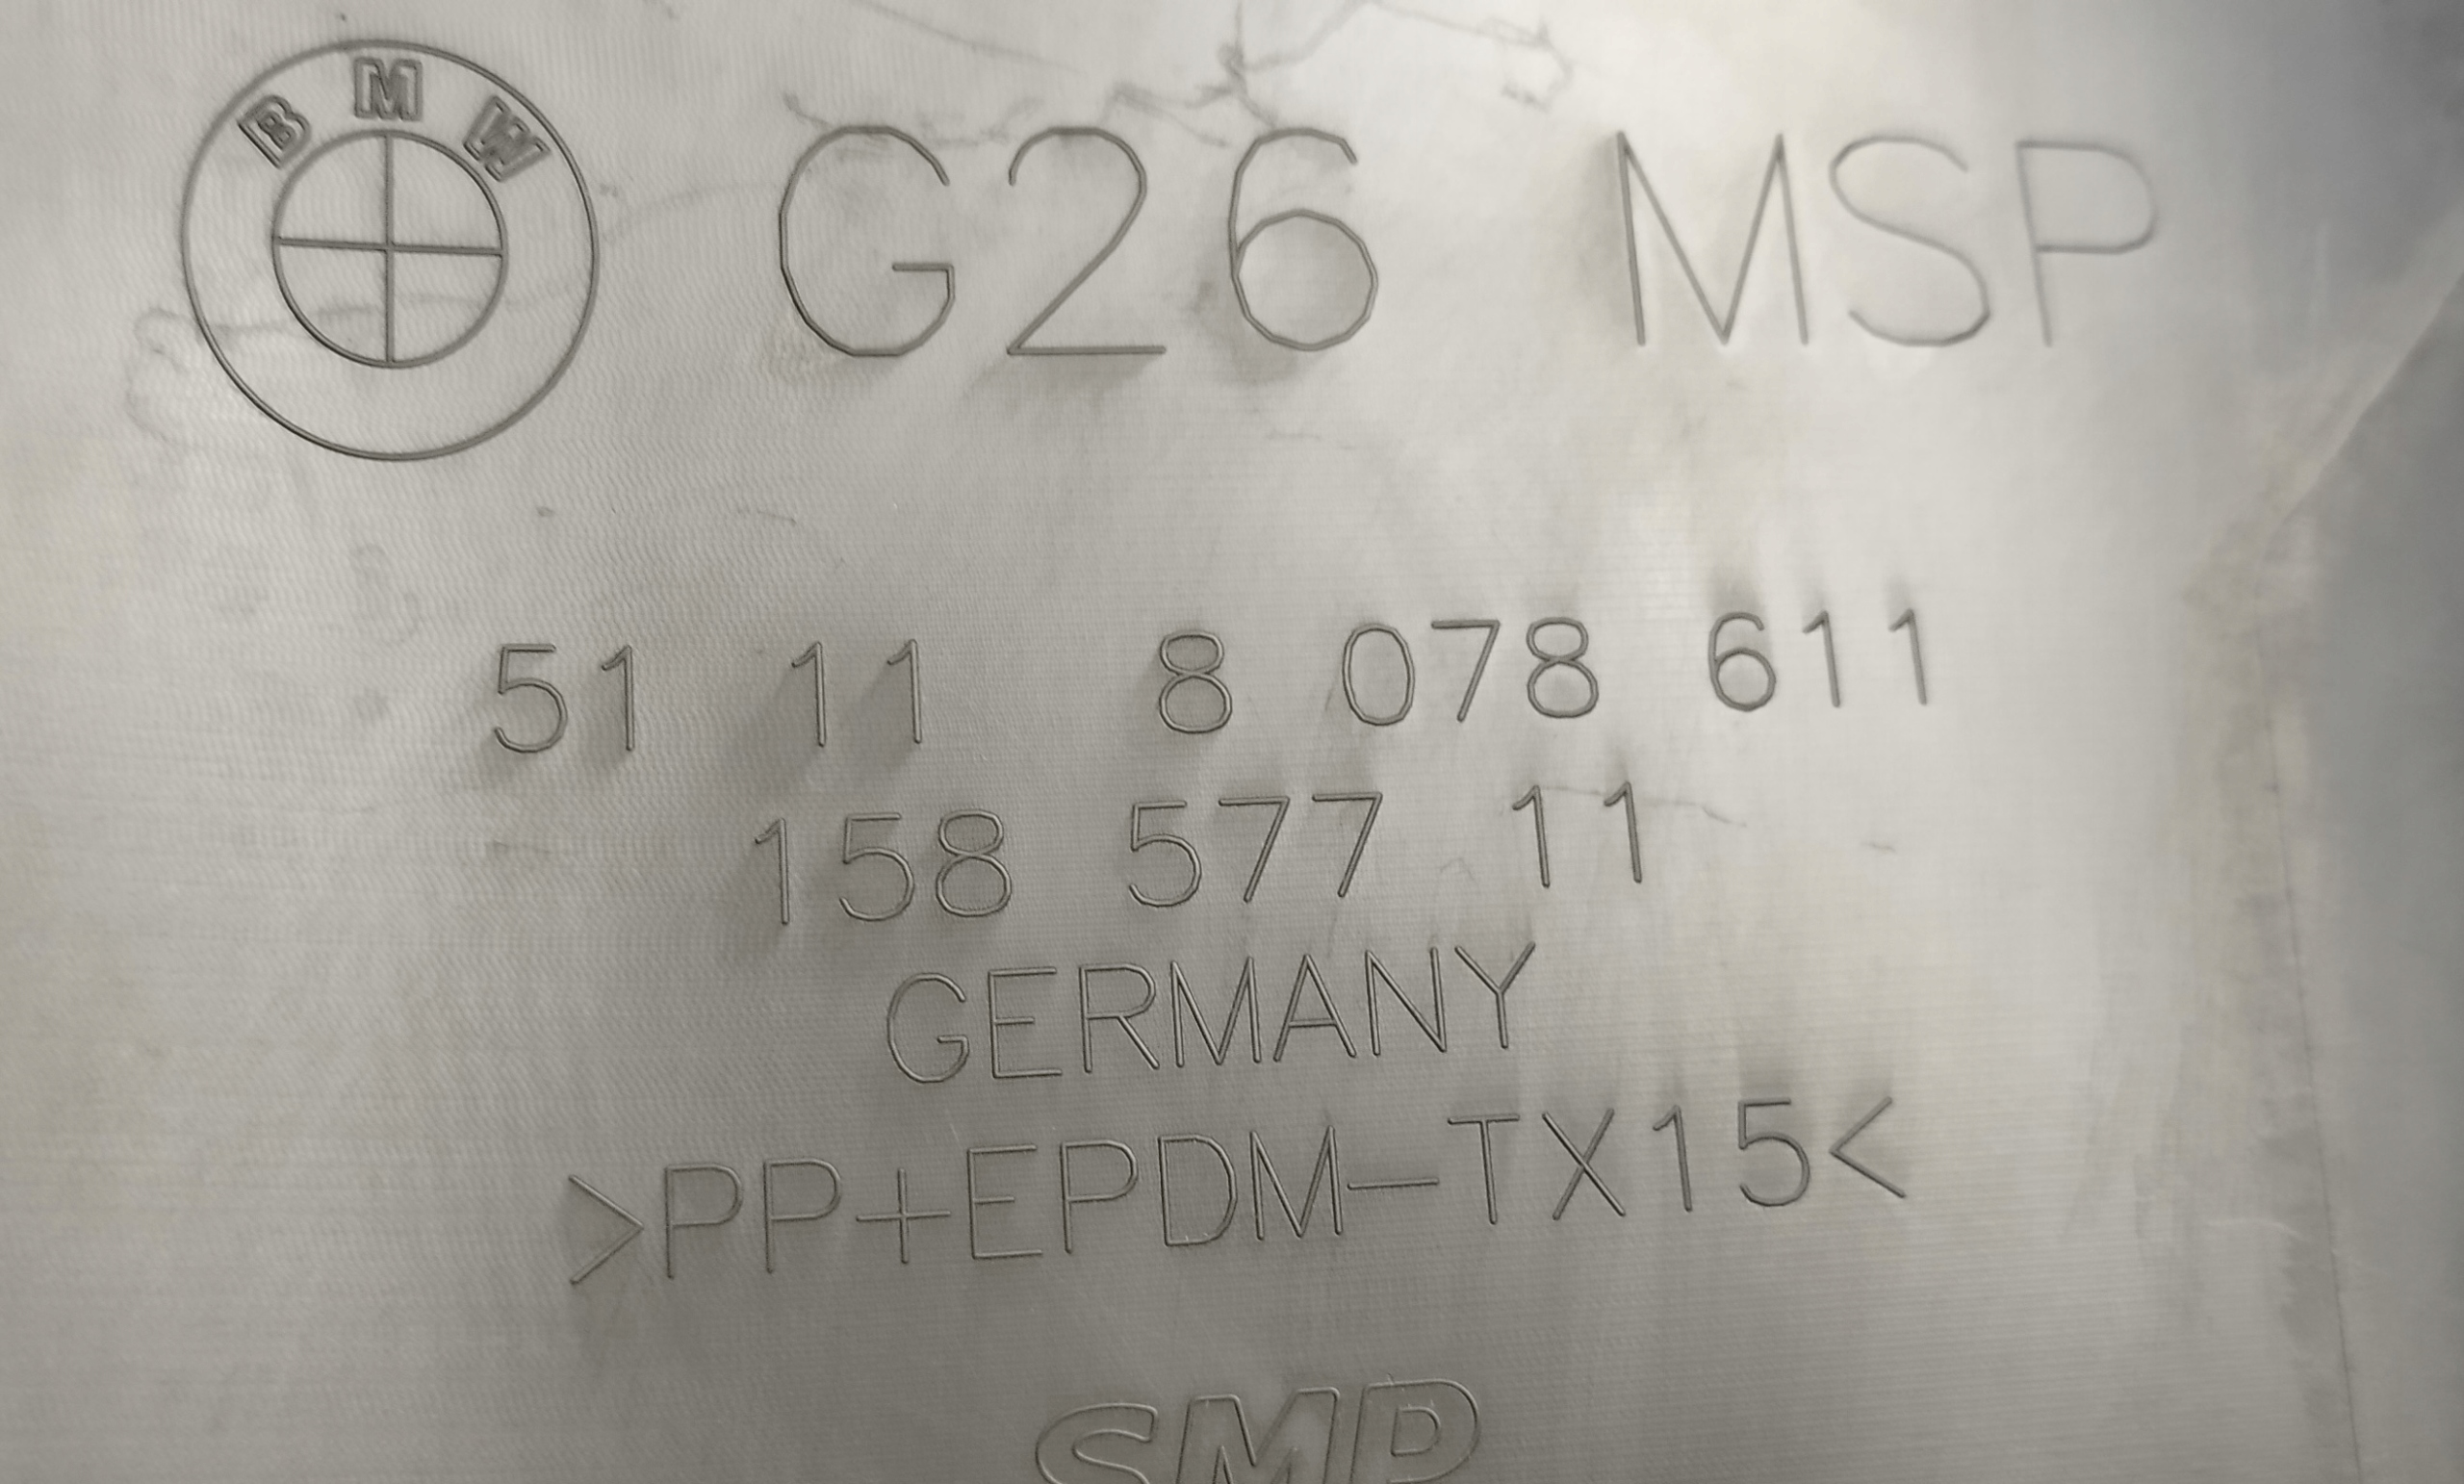 BMW G26 MSP
51 11 8 078 611
158 577 11
GERMANY
>PP+EPDM-TX15<
SMP